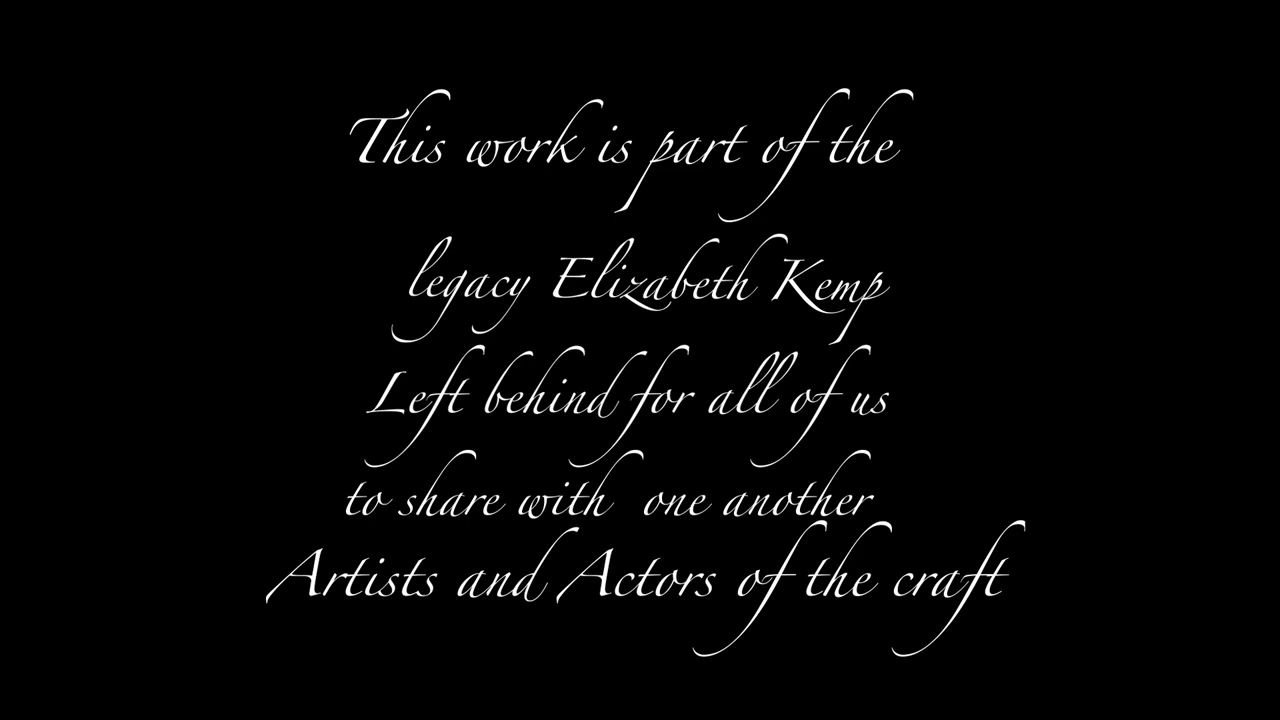 This work is part of the
legacy Elizabeth Kemp
Left behind for all of us
to share with one another
Artists and Actors of the craft